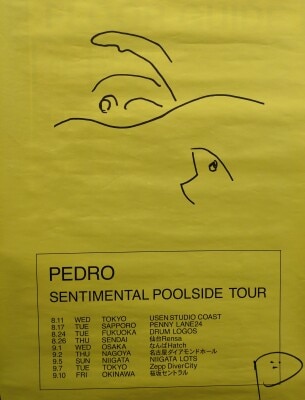 PEDRO
SENTIMENTAL POOLSIDE TOUR
8.11 WED TOKYO USEN STUDIO COAST
8.17 TUE SAPPORO PENNY LANE24
8.24 TUE FUKUOKA DRUM LOGOS
8.26 THU SENDAI 仙台Rensa
9.1 WED OSAKA なんばHatch
9.2 THU NAGOYA 名古屋ダイアモンドホール
9.5 SUN NIIGATA NIIGATA LOTS
9.7 TUE TOKYO Zepp DiverCity
9.10 FRI OKINAWA 桜坂セントラル